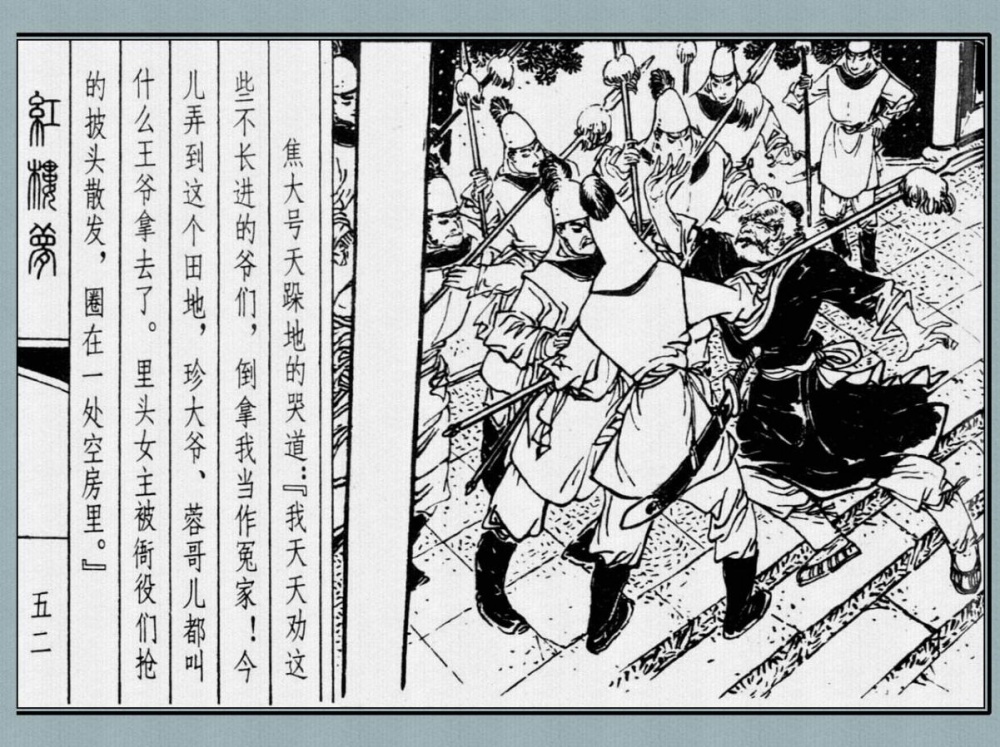 焦大号天跺地的哭道：『我天天劝这
些不长进的爷们，倒拿我当作冤家！今
儿弄到这个田地，珍大爷、蓉哥儿都叫
什么王爷拿去了。里头女主被衙役们抢
的披头散发，圈在一处空房里。』
紅樓夢
五二